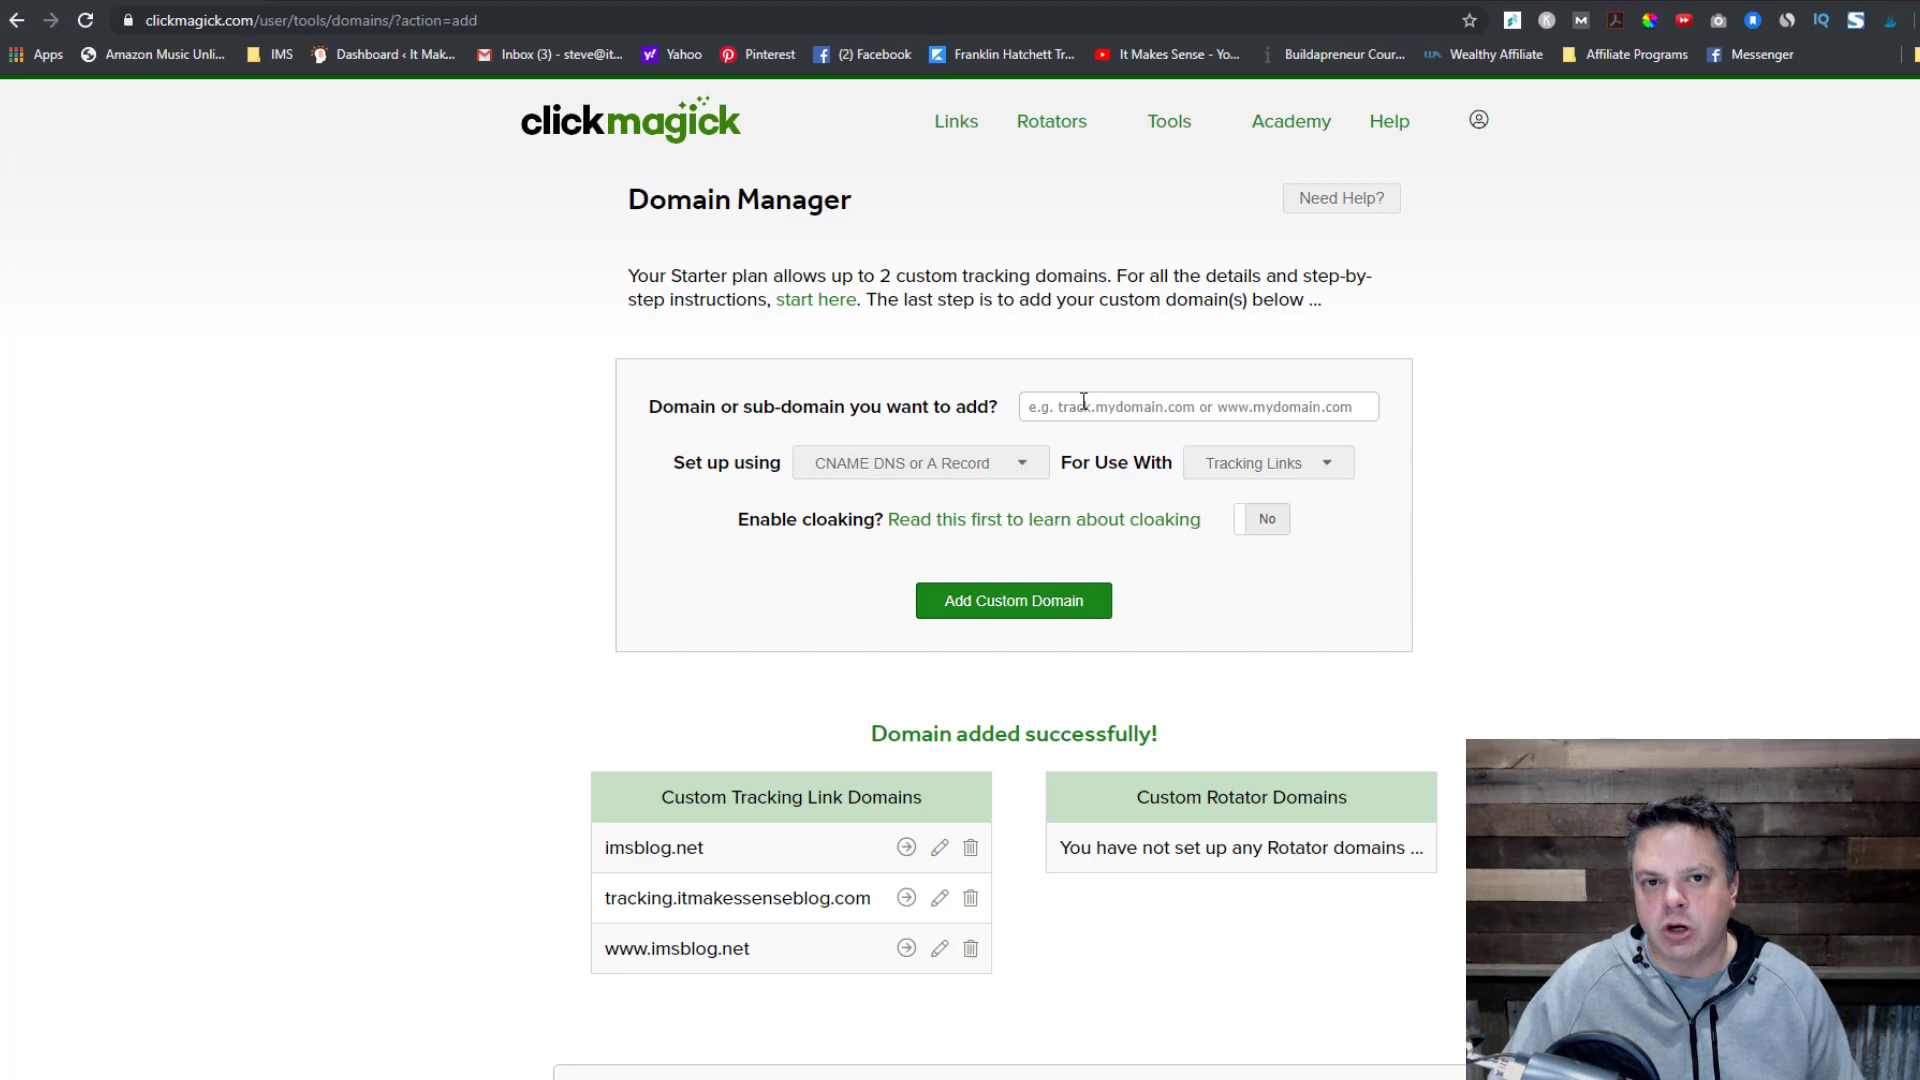 clickmagick.com/user/tools/domains/?action=add
Apps
Amazon Music Unli...
IMS
Dashboard ‹ It Mak...
Inbox (3) - steve@it...
Yahoo
Pinterest
(2) Facebook
Franklin Hatchett Tr...
It Makes Sense - Yo...
Buildapreneur Cour...
Wealthy Affiliate
Affiliate Programs
Messenger
clickmagick
Links
Rotators
Tools
Academy
Help
Domain Manager
Need Help?
Your Starter plan allows up to 2 custom tracking domains. For all the details and step-by-
step instructions, start here. The last step is to add your custom domain(s) below ...
Domain or sub-domain you want to add?
e.g. track.mydomain.com or www.mydomain.com
Set up using
CNAME DNS or A Record
For Use With
Tracking Links
Enable cloaking? Read this first to learn about cloaking
No
Add Custom Domain
Domain added successfully!
Custom Tracking Link Domains
imsblog.net
tracking.itmakessenseblog.com
www.imsblog.net
Custom Rotator Domains
You have not set up any Rotator domains ...